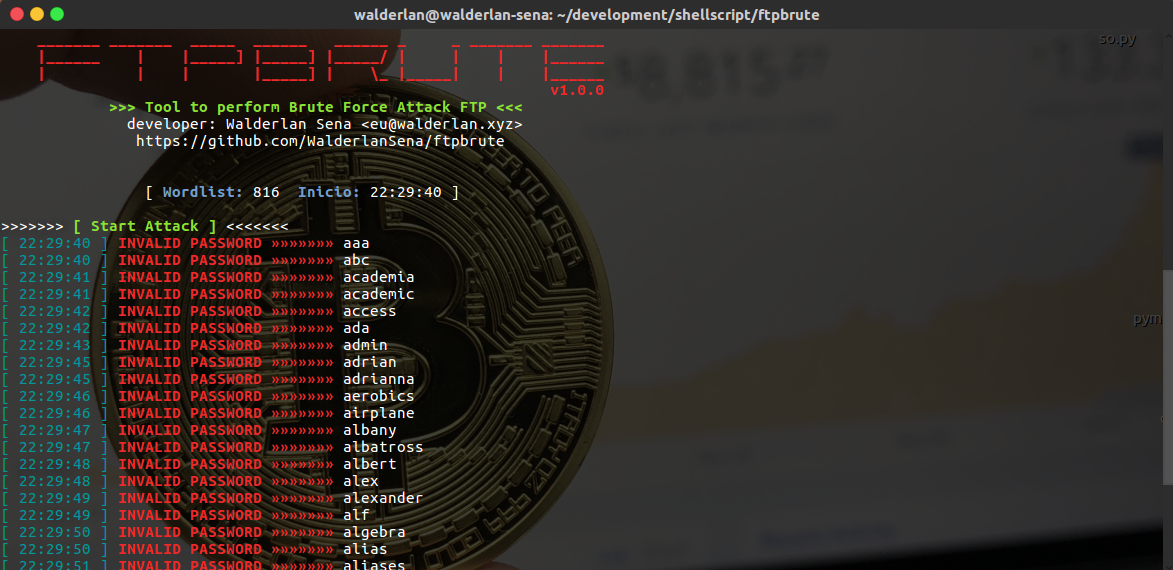 walderlan@walderlan-sena: ~/development/shellscript/ftpbrute
so.py
FTPBRUTE
v1.0.0
>>> Tool to perform Brute Force Attack FTP <<<
developer: Walderlan Sena <eu@walderlan.xyz>
https://github.com/WalderlanSena/ftpbrute
[ Wordlist: 816 Inicio: 22:29:40 ]
>>>>>>> [ Start Attack ] <<<<<<<
[ 22:29:40 ] INVALID PASSWORD »»»»»»» aaa
[ 22:29:40 ] INVALID PASSWORD »»»»»»» abc
[ 22:29:41 ] INVALID PASSWORD »»»»»»» academia
[ 22:29:41 ] INVALID PASSWORD »»»»»»» academic
[ 22:29:42 ] INVALID PASSWORD »»»»»»» access
[ 22:29:42 ] INVALID PASSWORD »»»»»»» ada
[ 22:29:43 ] INVALID PASSWORD »»»»»»» admin
[ 22:29:45 ] INVALID PASSWORD »»»»»»» adrian
[ 22:29:45 ] INVALID PASSWORD »»»»»»» adrianna
[ 22:29:46 ] INVALID PASSWORD »»»»»»» aerobics
[ 22:29:46 ] INVALID PASSWORD »»»»»»» airplane
[ 22:29:47 ] INVALID PASSWORD »»»»»»» albany
[ 22:29:47 ] INVALID PASSWORD »»»»»»» albatross
[ 22:29:48 ] INVALID PASSWORD »»»»»»» albert
[ 22:29:48 ] INVALID PASSWORD »»»»»»» alex
[ 22:29:49 ] INVALID PASSWORD »»»»»»» alexander
[ 22:29:49 ] INVALID PASSWORD »»»»»»» alf
[ 22:29:50 ] INVALID PASSWORD »»»»»»» algebra
[ 22:29:50 ] INVALID PASSWORD »»»»»»» alias
[ 22:29:51 ] INVALID PASSWORD »»»»»»» aliases
pym
$8,815
TO PEER